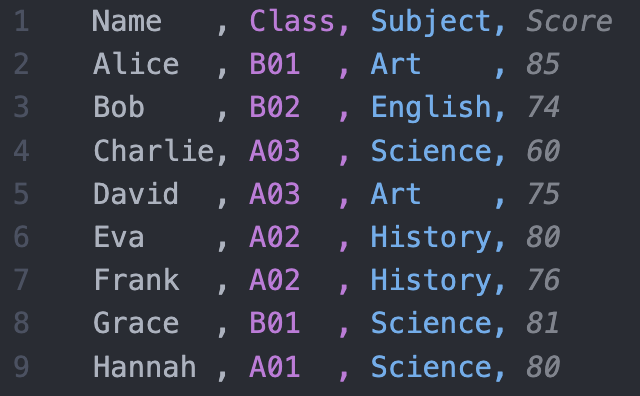 1 Name   , Class, Subject, Score
2 Alice  , B01  , Art    , 85
3 Bob    , B02  , English, 74
4 Charlie, A03  , Science, 60
5 David  , A03  , Art    , 75
6 Eva    , A02  , History, 80
7 Frank  , A02  , History, 76
8 Grace  , B01  , Science, 81
9 Hannah , A01  , Science, 80